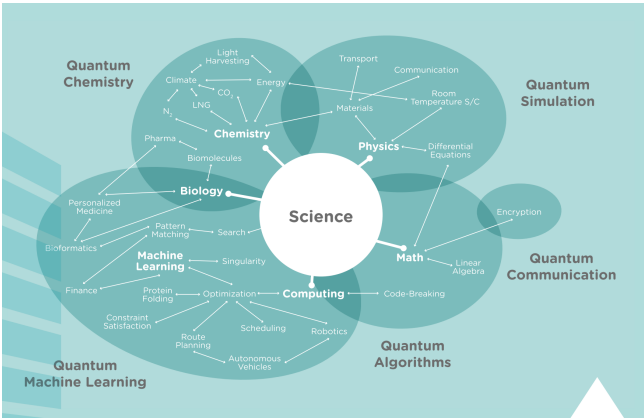 Quantum
Chemistry
Light
Harvesting
Climate
Energy
CO2
LNG
N2
Chemistry
Pharma
Biomolecules
Biology
Transport
Communication
Room
Temperature S/C
Materials
Physics
Differential
Equations
Quantum
Simulation
Science
Personalized
Medicine
Bioformatics
Pattern
Matching
Search
Machine
Learning
Singularity
Finance
Protein
Folding
Optimization
Computing
Constraint
Satisfaction
Route
Planning
Scheduling
Robotics
Autonomous
Vehicles
Quantum
Machine Learning
Encryption
Math
Linear
Algebra
Code-Breaking
Quantum
Communication
Quantum
Algorithms